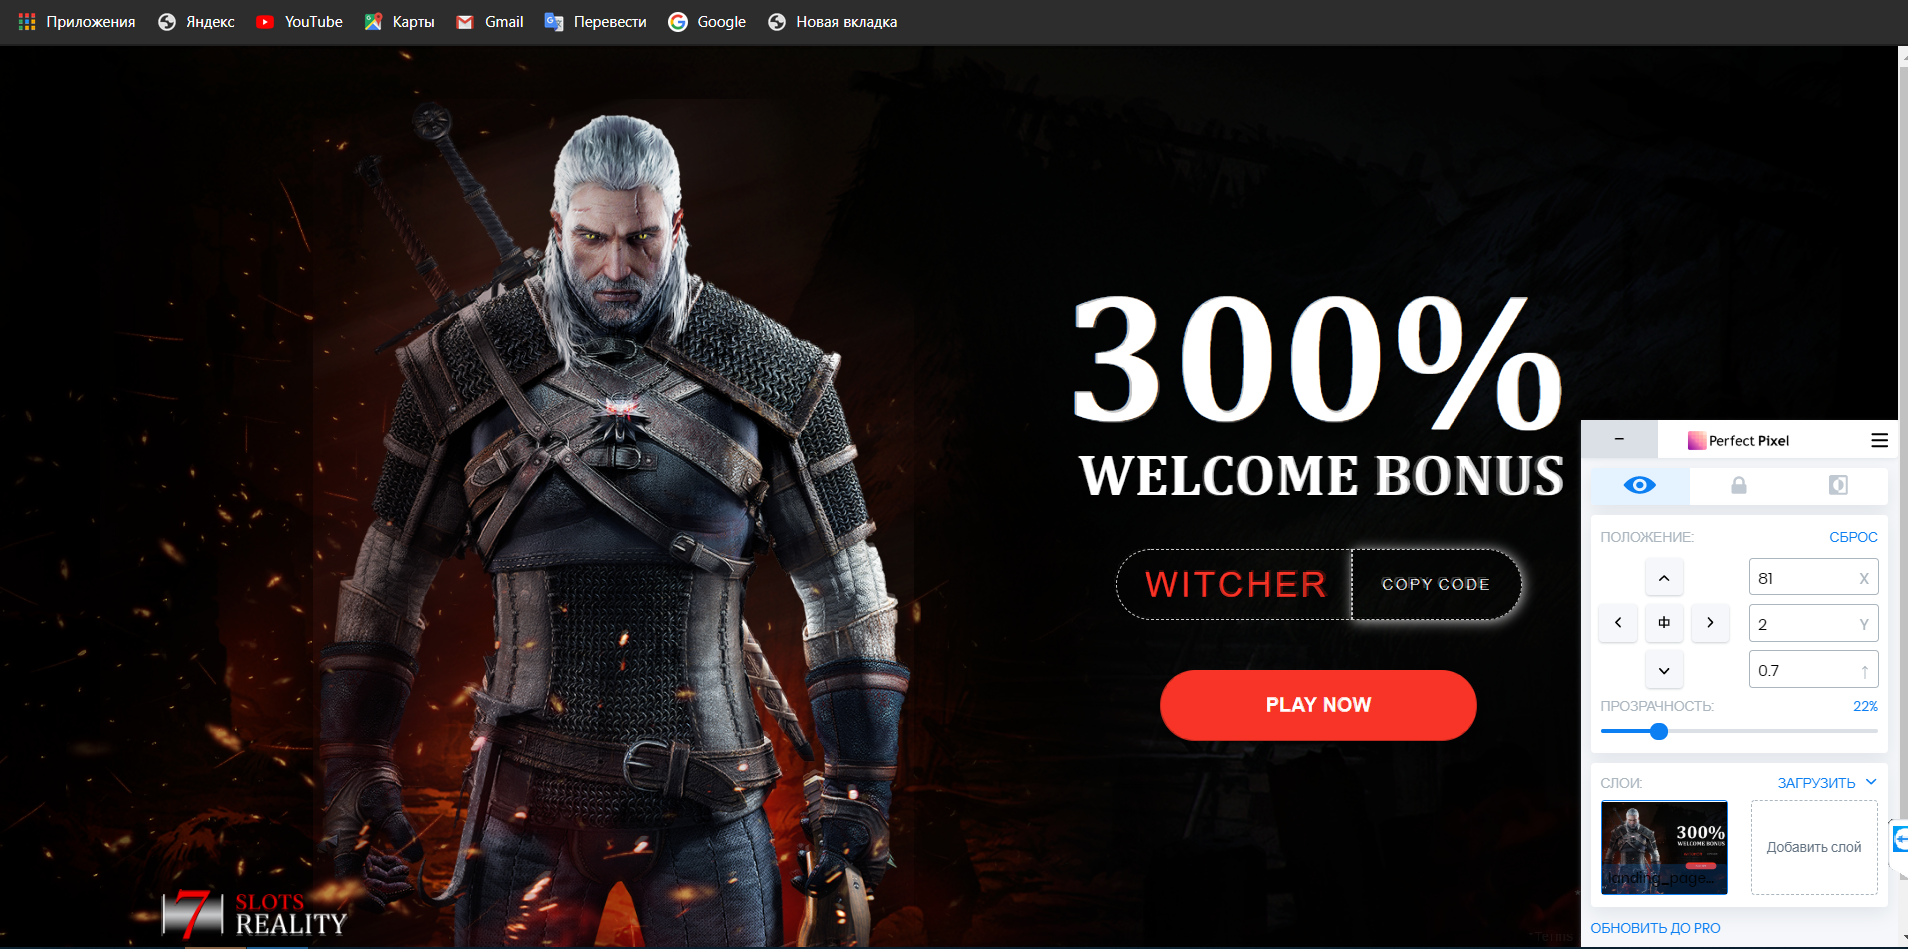 Приложения Яндекс YouTube Карты Gmail Перевести Google Новая вкладка
300%
WELCOME BONUS
WITCHER
COPY CODE
PLAY NOW
7 SLOTS
REALITY
Perfect Pixel
ПОЛОЖЕНИЕ: СБРОС
81 X
2 Y
0.7 ↑
ПРОЗРАЧНОСТЬ: 22%
СЛОИ: ЗАГРУЗИТЬ
300%
WELCOME BONUS
landing_page...
Добавить слой
ОБНОВИТЬ ДО PRO